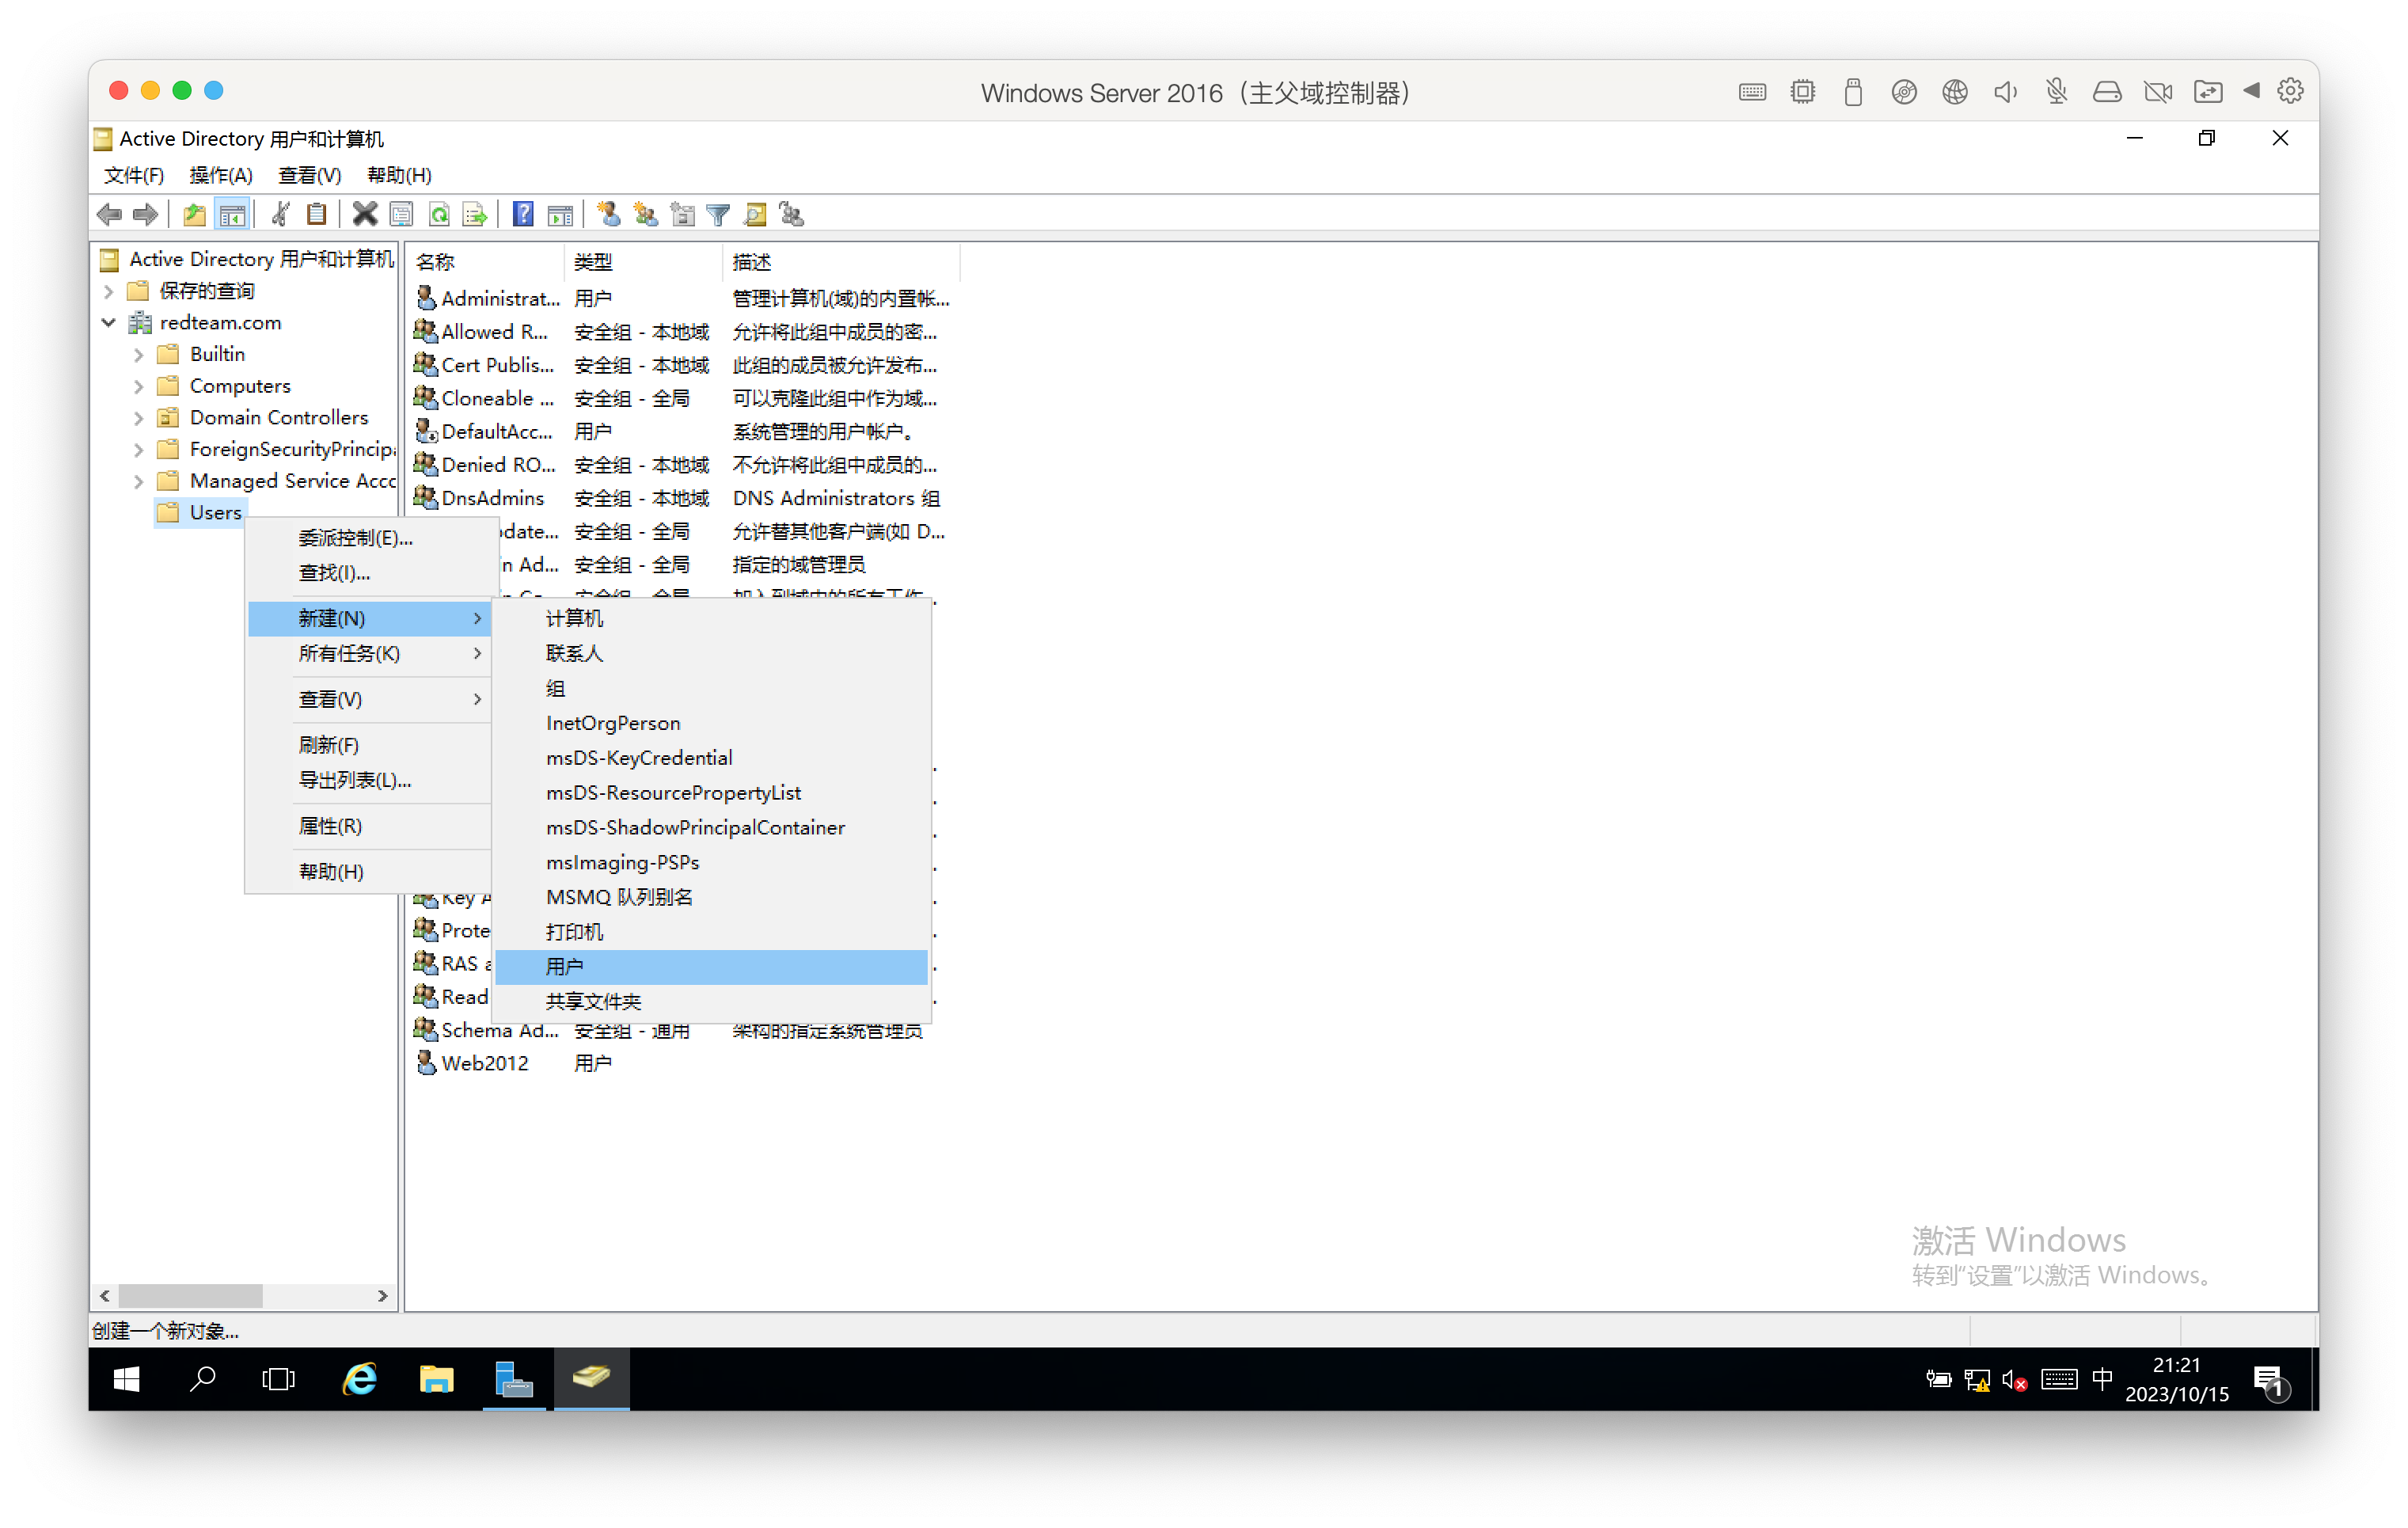 Windows Server 2016（主父域控制器）
Active Directory 用户和计算机
文件(F) 操作(A) 查看(V) 帮助(H)
Active Directory 用户和计算机
保存的查询
redteam.com
Builtin
Computers
Domain Controllers
ForeignSecurityPrincip
Managed Service Acc
Users
名称 类型 描述
Administrat... 用户 管理计算机(域)的内置帐...
Allowed R... 安全组 - 本地域 允许将此组中成员的密...
Cert Publis... 安全组 - 本地域 此组的成员被允许发布...
Cloneable ... 安全组 - 全局 可以克隆此组中作为域...
DefaultAcc... 用户 系统管理的用户帐户。
Denied RO... 安全组 - 本地域 不允许将此组中成员的...
DnsAdmins 安全组 - 本地域 DNS Administrators 组
pdate... 安全组 - 全局 允许替其他客户端(如 D...
n Ad... 安全组 - 全局 指定的域管理员
委派控制(E)...
查找(I)...
新建(N)
所有任务(K)
查看(V)
刷新(F)
导出列表(L)...
属性(R)
帮助(H)
计算机
联系人
组
InetOrgPerson
msDS-KeyCredential
msDS-ResourcePropertyList
msDS-ShadowPrincipalContainer
msImaging-PSPs
MSMQ 队列别名
打印机
用户
共享文件夹
Key A
Prote
RAS a
Read
Schema Ad... 安全组 - 通用 架构的指定系统管理员
Web2012 用户
激活 Windows
转到“设置”以激活 Windows。
创建一个新对象...
中
21:21
2023/10/15
1